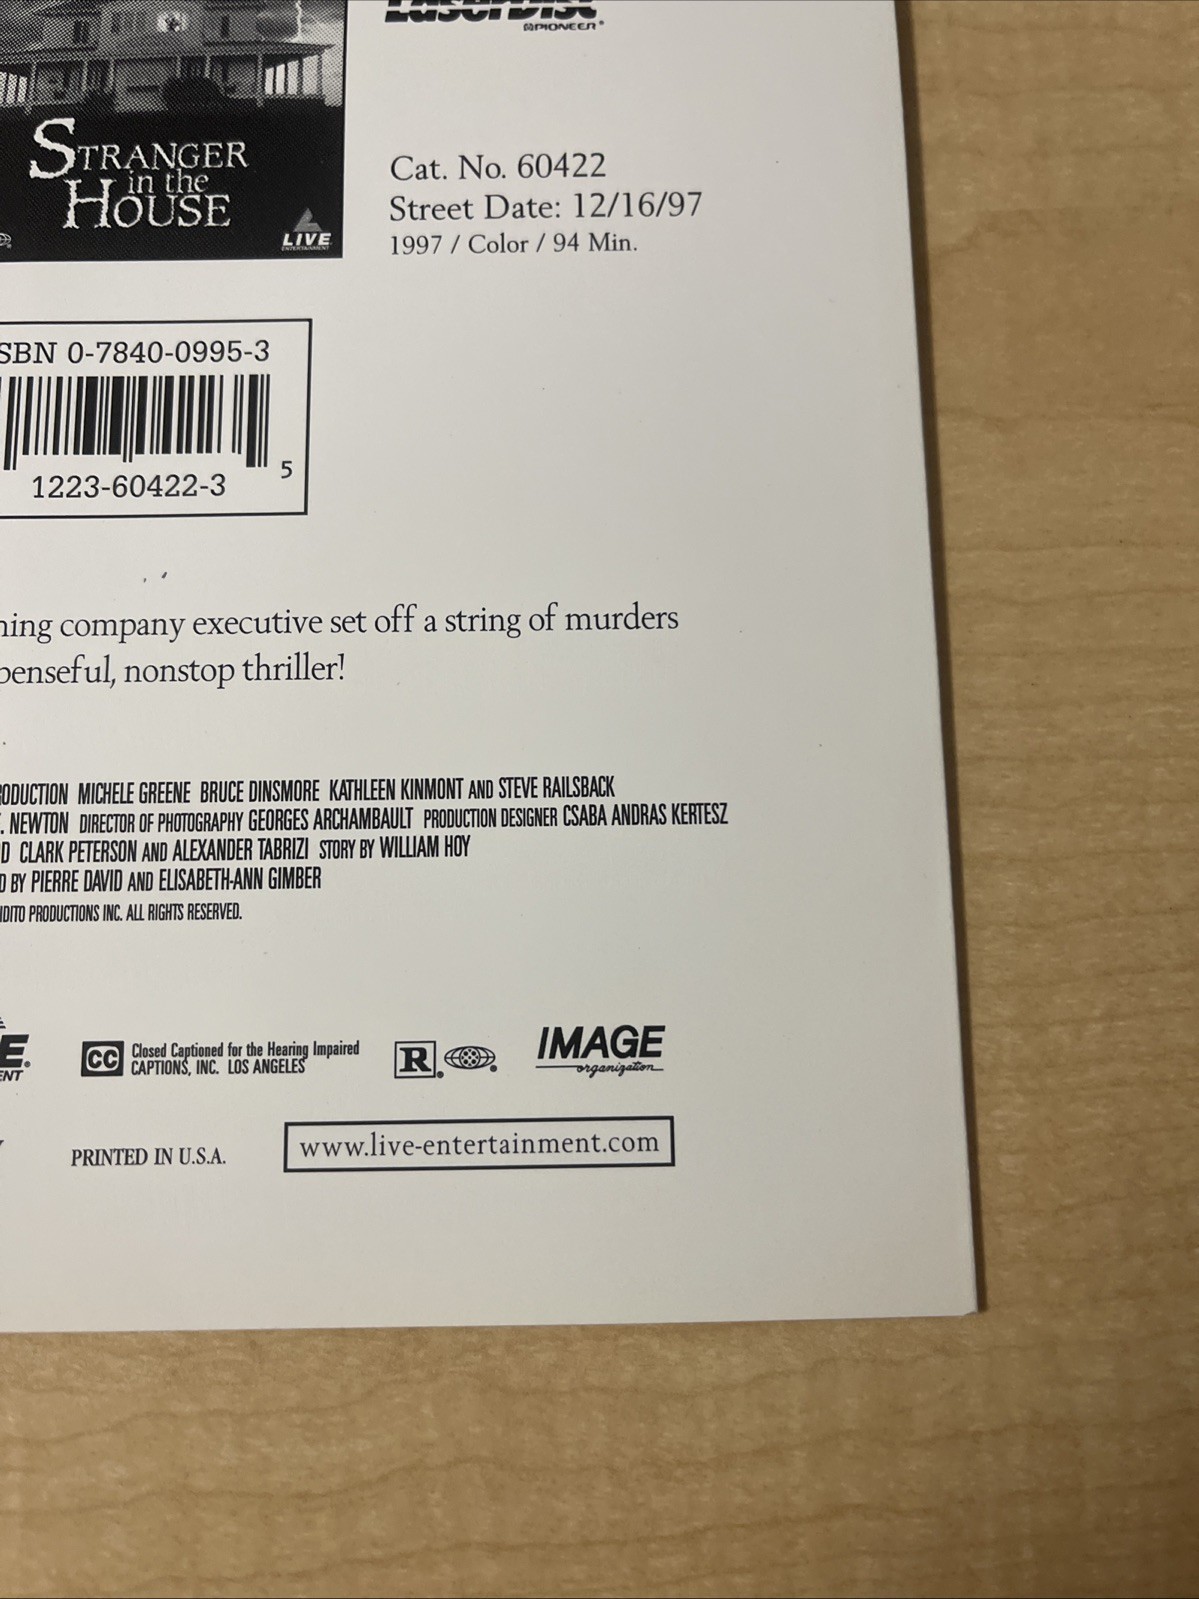 LaserDisc
PIONEER®
STRANGER
in the
HOUSE
LIVE
ENTERTAINMENT
Cat. No. 60422
Street Date: 12/16/97
1997 / Color / 94 Min.
SBN 0-7840-0995-3
1223-60422-3
5
company executive set off a string of murders
nonstop thriller!
MICHELE GREENE BRUCE DINSMORE KATHLEEN KINMONT AND STEVE RAILSBACK
. NEWTON DIRECTOR OF PHOTOGRAPHY GEORGES ARCHAMBAULT PRODUCTION DESIGNER CSABA ANDRAS KERTESZ
D CLARK PETERSON AND ALEXANDER TABRIZI STORY BY WILLIAM HOY
D BY PIERRE DAVID AND ELISABETH-ANN GIMBER
PRODUCTIONS INC. ALL RIGHTS RESERVED.
CC Closed Captioned for the Hearing Impaired
CAPTIONS, INC. LOS ANGELES
R®
IMAGE
organization
PRINTED IN U.S.A.
www.live-entertainment.com